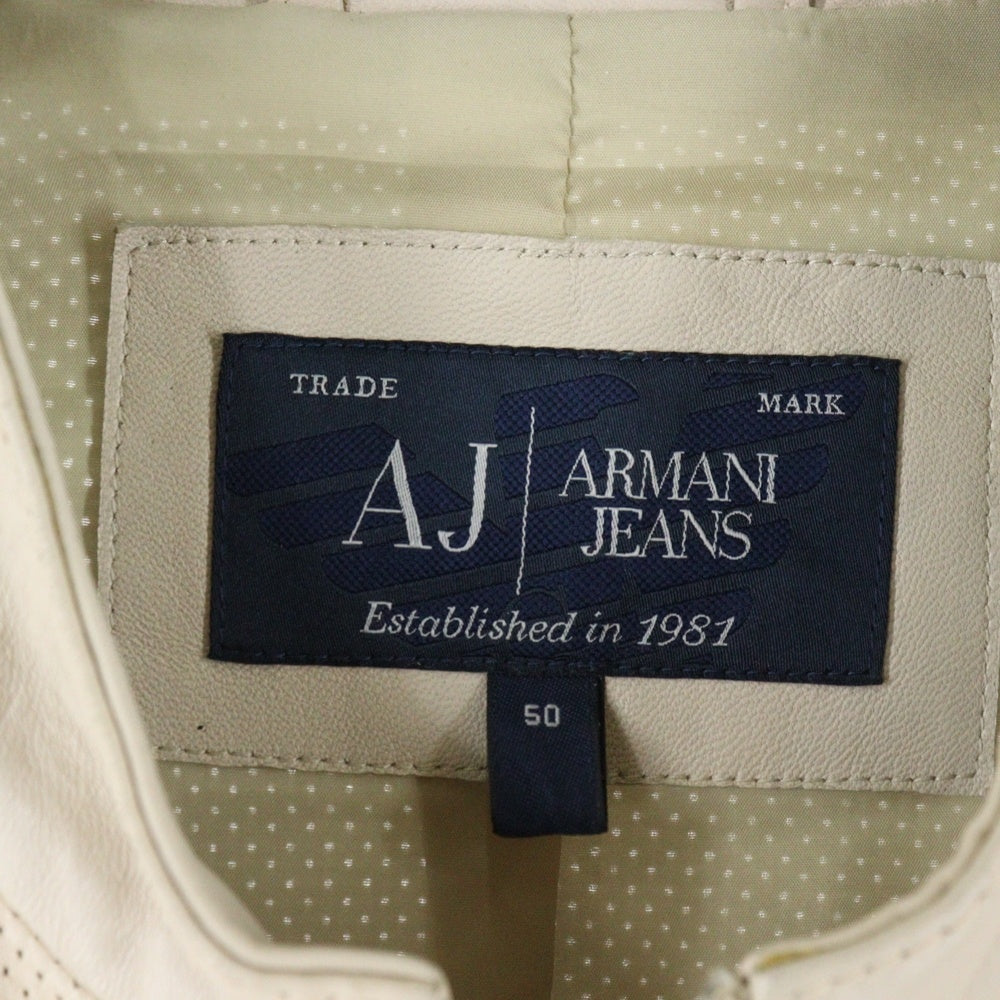 TRADE MARK
AJ ARMANI
JEANS
Established in 1981
50